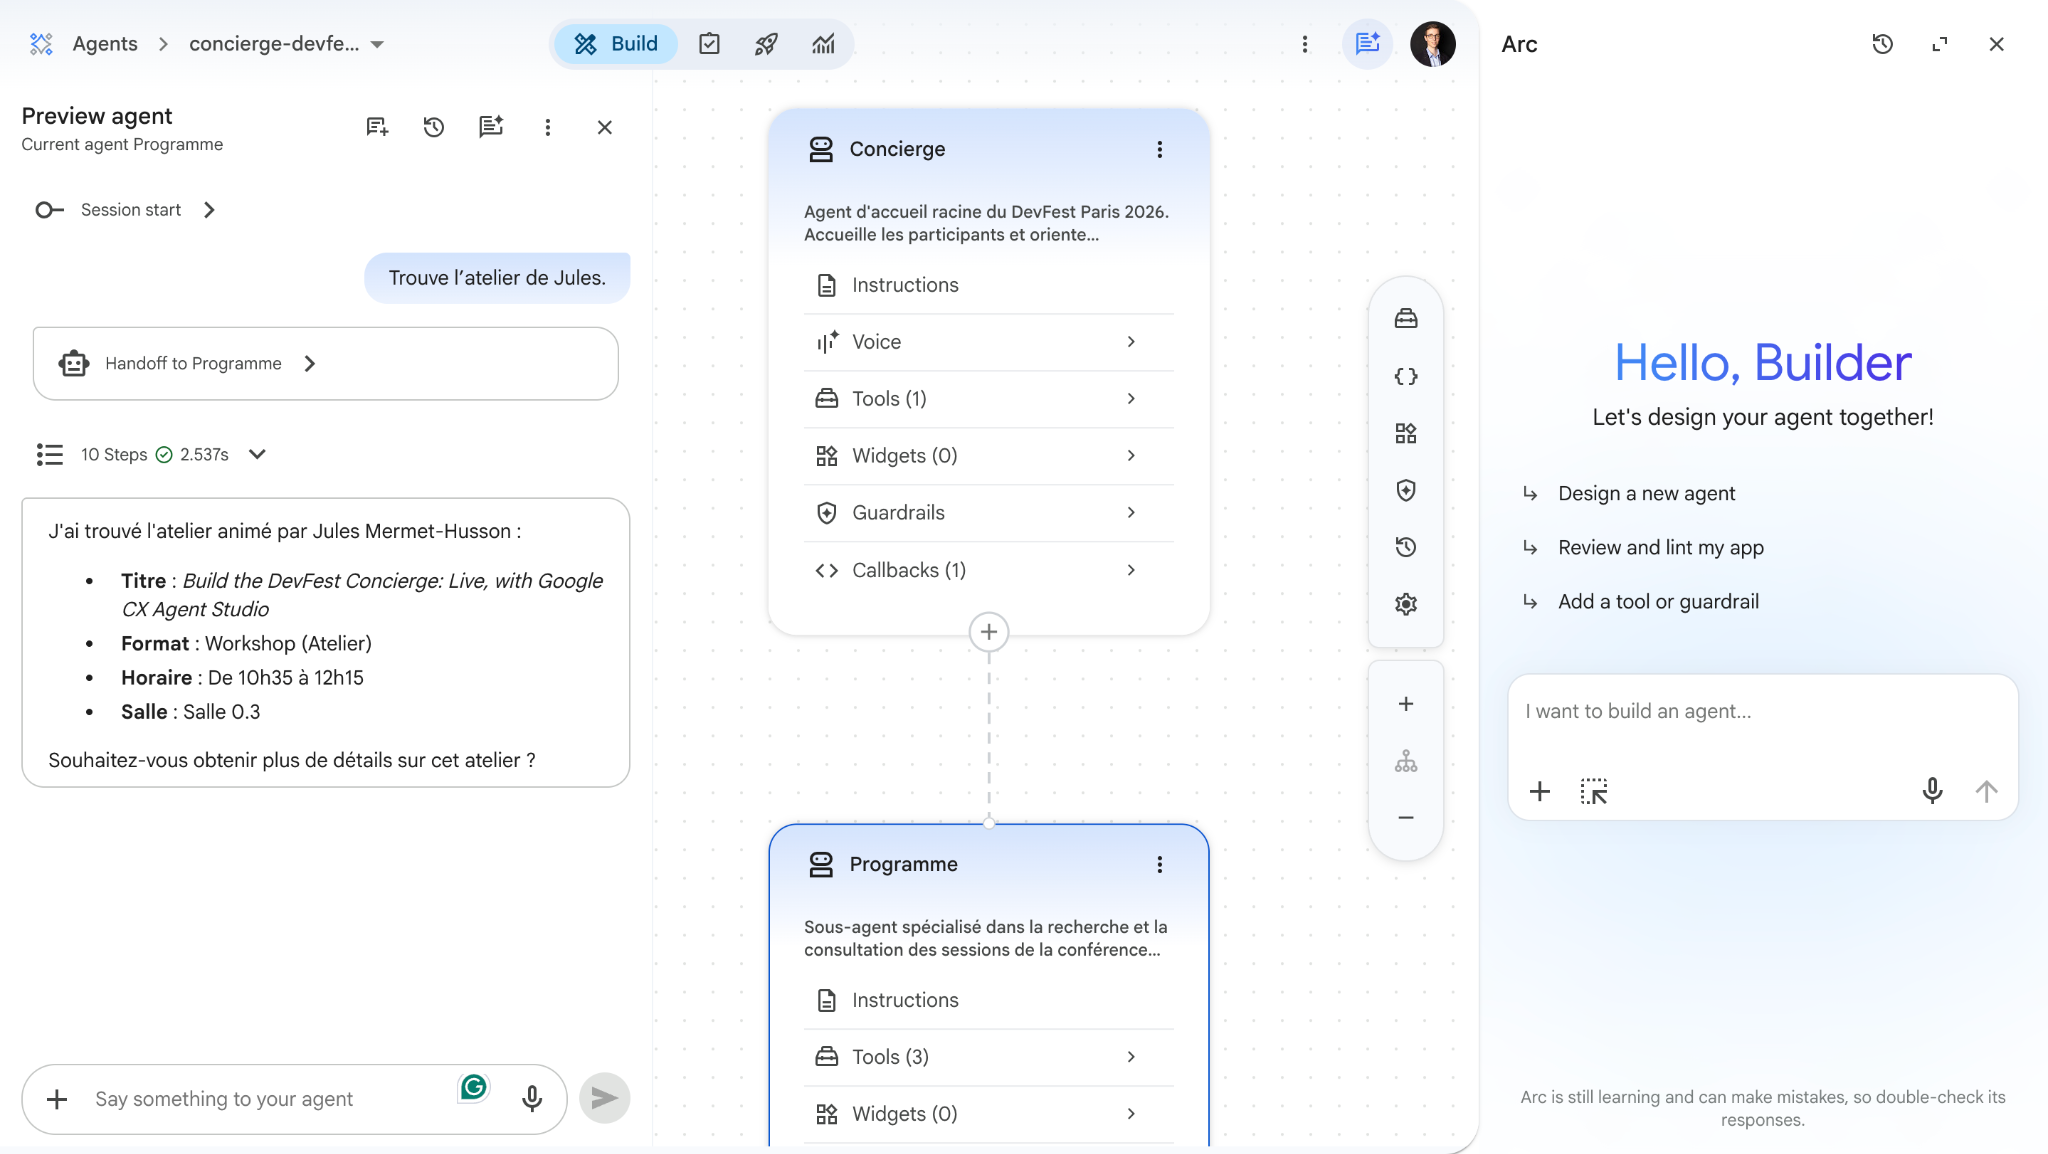 Agents
concierge-devfe...
Build
Preview agent
Current agent Programme
Session start
Trouve l’atelier de Jules.
Handoff to Programme
10 Steps
2.537s
J'ai trouvé l'atelier animé par Jules Mermet-Husson :
• Titre : Build the DevFest Concierge: Live, with Google
CX Agent Studio
• Format : Workshop (Atelier)
• Horaire : De 10h35 à 12h15
• Salle : Salle 0.3
Souhaitez-vous obtenir plus de détails sur cet atelier ?
Say something to your agent
Concierge
Agent d'accueil racine du DevFest Paris 2026.
Accueille les participants et oriente...
Instructions
Voice
Tools (1)
Widgets (0)
Guardrails
Callbacks (1)
Programme
Sous-agent spécialisé dans la recherche et la
consultation des sessions de la conférence...
Instructions
Tools (3)
Widgets (0)
Arc
Hello, Builder
Let's design your agent together!
Design a new agent
Review and lint my app
Add a tool or guardrail
I want to build an agent...
Arc is still learning and can make mistakes, so double-check its
responses.